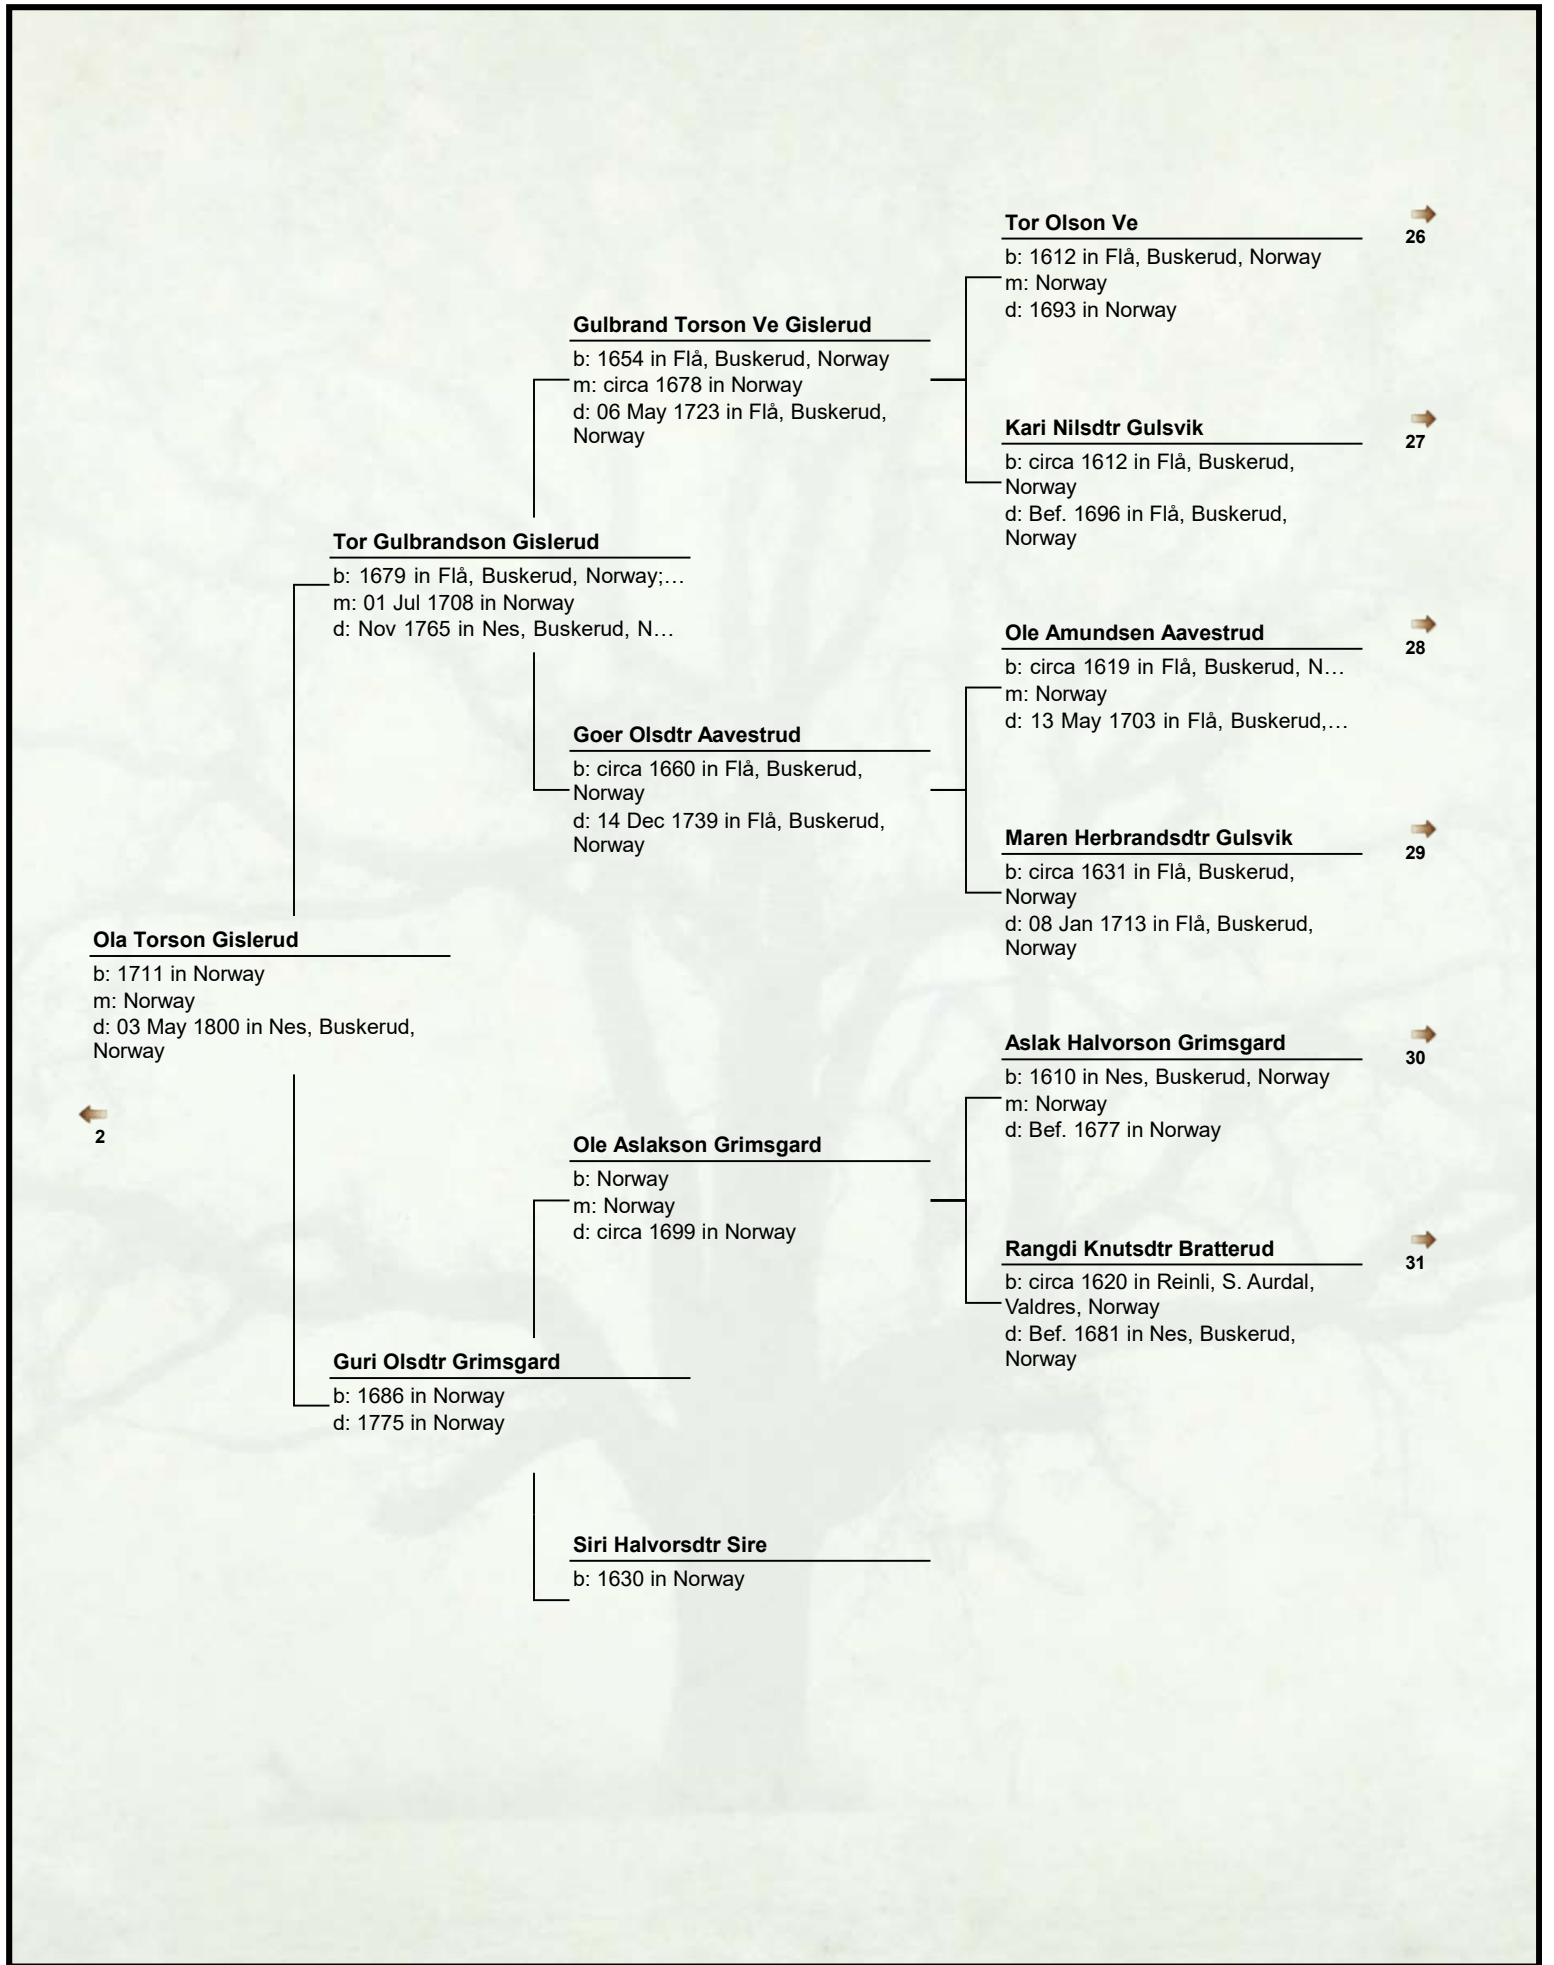 Tor Olson Ve
b: 1612 in Flå, Buskerud, Norway
m: Norway
d: 1693 in Norway
26
Gulbrand Torson Ve Gislerud
b: 1654 in Flå, Buskerud, Norway
m: circa 1678 in Norway
d: 06 May 1723 in Flå, Buskerud,
Norway
Kari Nilsdtr Gulsvik
b: circa 1612 in Flå, Buskerud,
Norway
d: Bef. 1696 in Flå, Buskerud,
Norway
27
Tor Gulbrandson Gislerud
b: 1679 in Flå, Buskerud, Norway;…
m: 01 Jul 1708 in Norway
d: Nov 1765 in Nes, Buskerud, N…
Ole Amundsen Aavestrud
b: circa 1619 in Flå, Buskerud, N…
m: Norway
d: 13 May 1703 in Flå, Buskerud,…
28
Goer Olsdtr Aavestrud
b: circa 1660 in Flå, Buskerud,
Norway
d: 14 Dec 1739 in Flå, Buskerud,
Norway
Maren Herbrandsdtr Gulsvik
b: circa 1631 in Flå, Buskerud,
Norway
d: 08 Jan 1713 in Flå, Buskerud,
Norway
29
Ola Torson Gislerud
b: 1711 in Norway
m: Norway
d: 03 May 1800 in Nes, Buskerud,
Norway
2
Aslak Halvorson Grimsgard
b: 1610 in Nes, Buskerud, Norway
m: Norway
d: Bef. 1677 in Norway
30
Ole Aslakson Grimsgard
b: Norway
m: Norway
d: circa 1699 in Norway
Rangdi Knutsdtr Bratterud
b: circa 1620 in Reinli, S. Aurdal,
Valdres, Norway
d: Bef. 1681 in Nes, Buskerud,
Norway
31
Guri Olsdtr Grimsgard
b: 1686 in Norway
d: 1775 in Norway
Siri Halvorsdtr Sire
b: 1630 in Norway